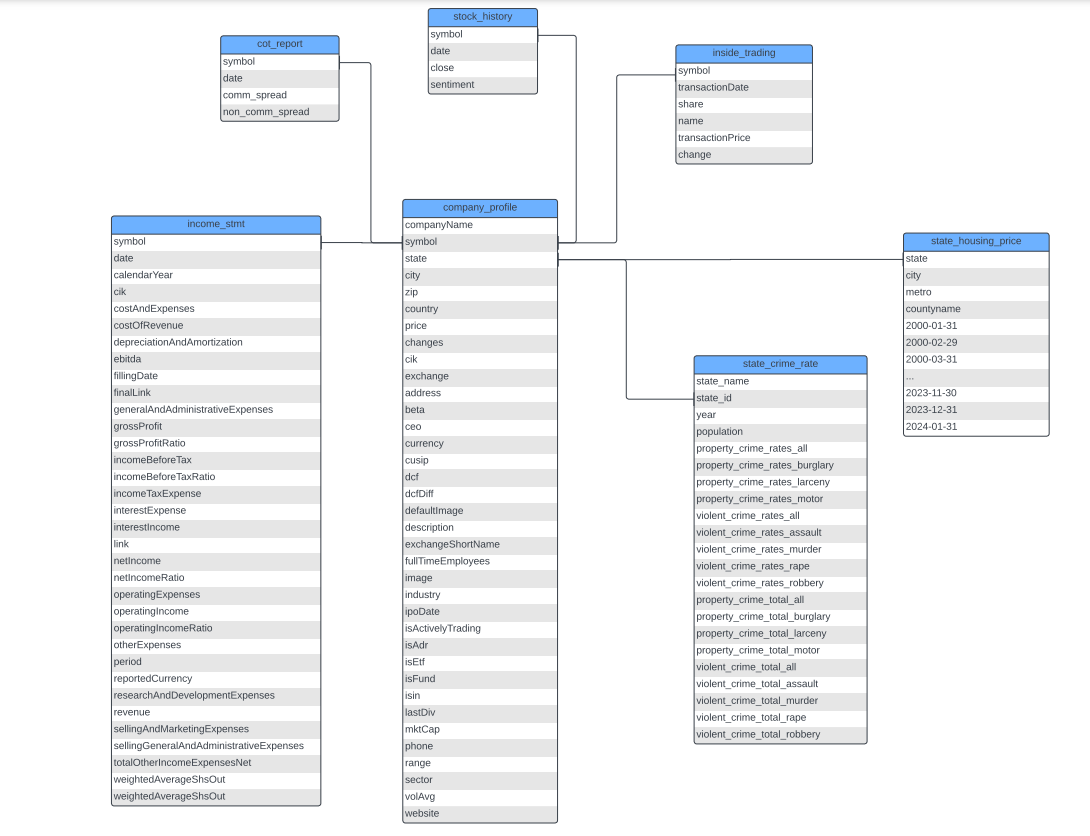 stock_history
symbol
date
close
sentiment
cot_report
symbol
date
comm_spread
non_comm_spread
inside_trading
symbol
transactionDate
share
name
transactionPrice
change
company_profile
companyName
symbol
state
city
zip
country
price
changes
cik
exchange
address
beta
ceo
currency
cusip
dcf
dcfDiff
defaultImage
description
exchangeShortName
fullTimeEmployees
image
industry
ipoDate
isActivelyTrading
isAdr
isEtf
isFund
isin
lastDiv
mktCap
phone
range
sector
volAvg
website
income_stmt
symbol
date
calendarYear
cik
costAndExpenses
costOfRevenue
depreciationAndAmortization
ebitda
fillingDate
finalLink
generalAndAdministrativeExpenses
grossProfit
grossProfitRatio
incomeBeforeTax
incomeBeforeTaxRatio
incomeTaxExpense
interestExpense
interestIncome
link
netIncome
netIncomeRatio
operatingExpenses
operatingIncome
operatingIncomeRatio
otherExpenses
period
reportedCurrency
researchAndDevelopmentExpenses
revenue
sellingAndMarketingExpenses
sellingGeneralAndAdministrativeExpenses
totalOtherIncomeExpensesNet
weightedAverageShsOut
weightedAverageShsOut
state_housing_price
state
city
metro
countyname
2000-01-31
2000-02-29
2000-03-31
...
2023-11-30
2023-12-31
2024-01-31
state_crime_rate
state_name
state_id
year
population
property_crime_rates_all
property_crime_rates_burglary
property_crime_rates_larceny
property_crime_rates_motor
violent_crime_rates_all
violent_crime_rates_assault
violent_crime_rates_murder
violent_crime_rates_rape
violent_crime_rates_robbery
property_crime_total_all
property_crime_total_burglary
property_crime_total_larceny
property_crime_total_motor
violent_crime_total_all
violent_crime_total_assault
violent_crime_total_murder
violent_crime_total_rape
violent_crime_total_robbery